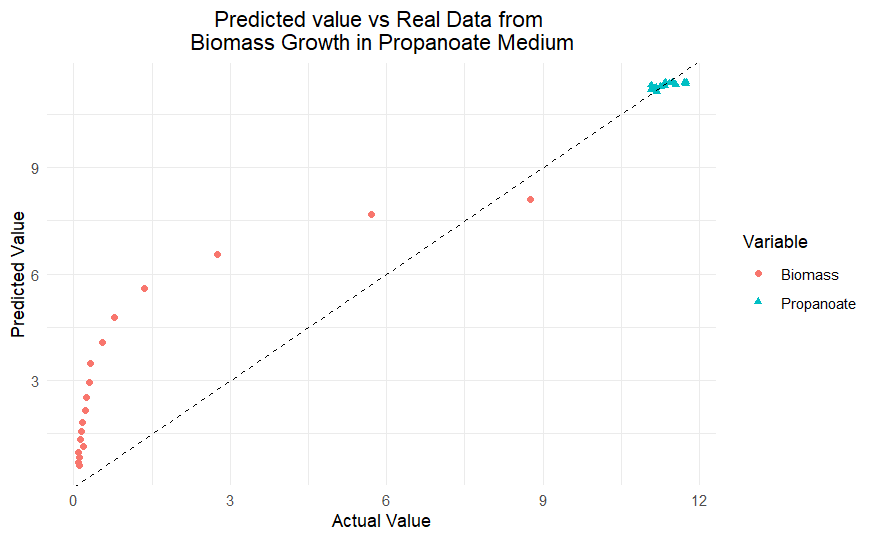 Predicted value vs Real Data from
Biomass Growth in Propanoate Medium
Predicted Value
9
6
3
0
3
6
9
12
Actual Value
Variable
Biomass
Propanoate